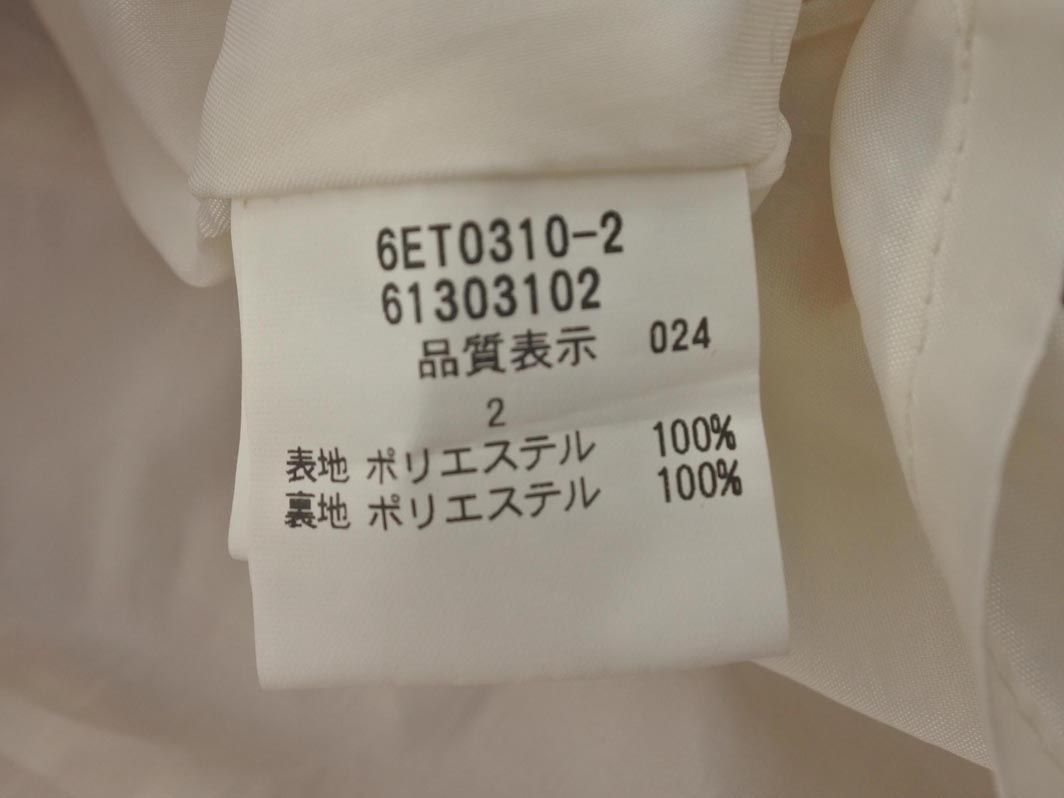 6ET0310-2
61303102
品質表示 024
2
表地 ポリエステル 100%
裏地 ポリエステル 100%